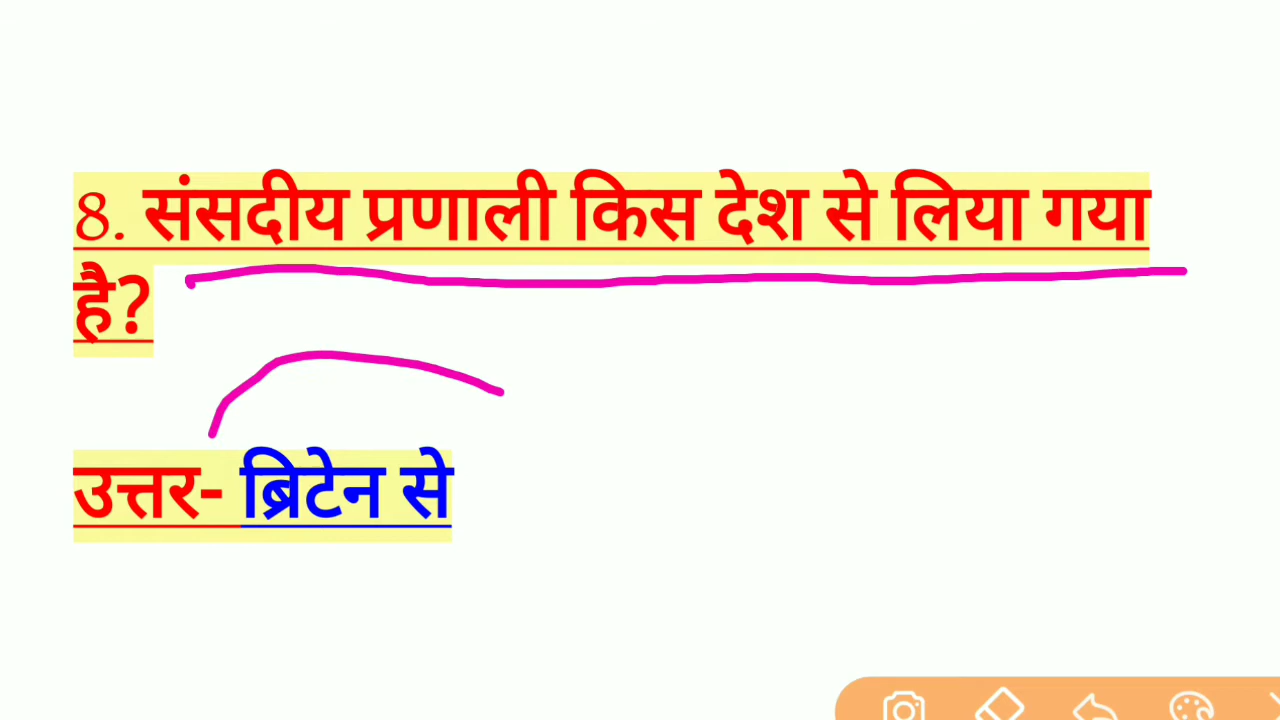 8. संसदीय प्रणाली किस देश से लिया गया
है?
उत्तर- ब्रिटेन से